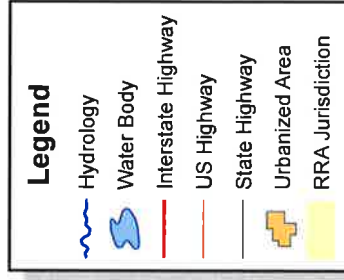 Legend
Hydrology
Water Body
Interstate Highway
US Highway
State Highway
Urbanized Area
RRA Jurisdiction